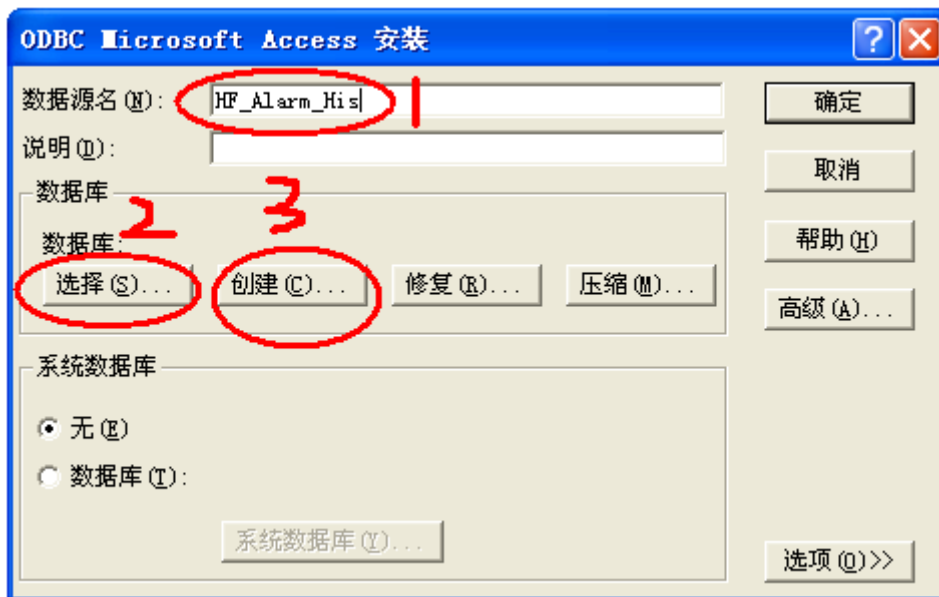 ODBC Microsoft Access 安装
数据源名(N): HF_Alarm_His 1 确定
说明(D): 取消
数据库 2 3
数据库: 帮助(H)
选择(S)... 创建(C)... 修复(R)... 压缩(M)... 高级(A)...
系统数据库
无(E)
数据库(T):
系统数据库(Y)...
选项(O)>>